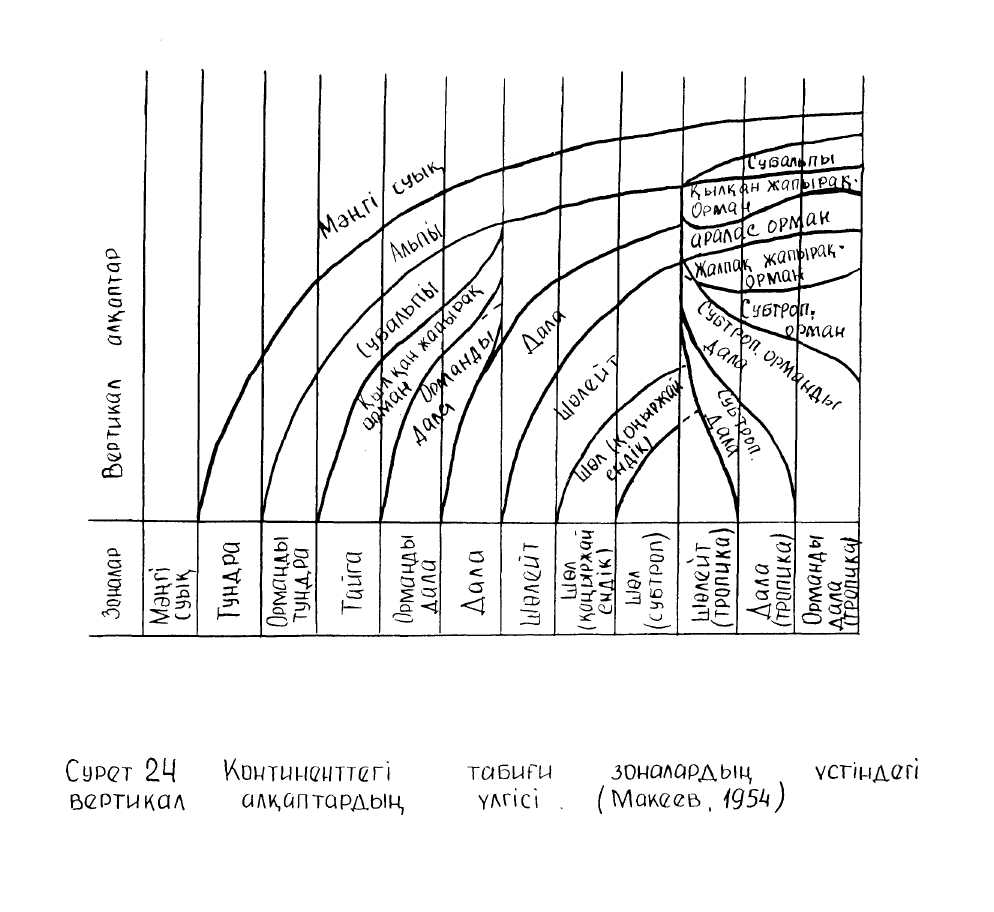 Вертикал алқаптар
Мәңгі суық
Альпы
Субальпы
Қылқан жапырақ
орман
Орманды
дала
Дала
Шөлейт
Шөл (қоңыржай
ендік)
Субальпы
Қылқан жапырақ-
Орман
аралас орман
Жалпақ жапырақ-
орман
Субтроп.
орман
Субтроп. орманды
дала
Субтроп.
дала
Зоналар
Мәңгі
суық
Тундра
Орманды
тундра
Тайга
Орманды
дала
Дала
Шөлейт
Шөл
(қоңыржай
ендік)
Шөл
(субтроп)
Шөлейт
(тропика)
Дала
(тропика)
Орманды
дала
(тропика)
Сурет 24 Континенттегі табиғи зоналардың үстіндегі
вертикал алқаптардың үлгісі. (Макеев, 1954)